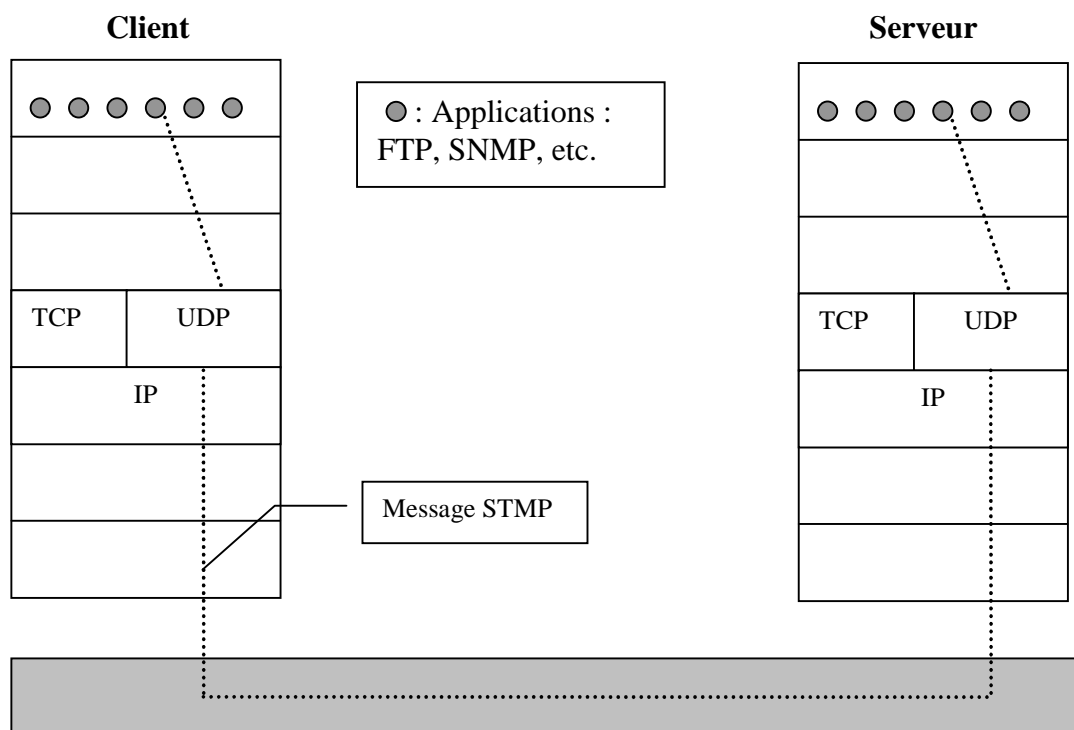 Client
Serveur
: Applications :
FTP, SNMP, etc.
TCP
UDP
TCP
UDP
IP
IP
Message STMP